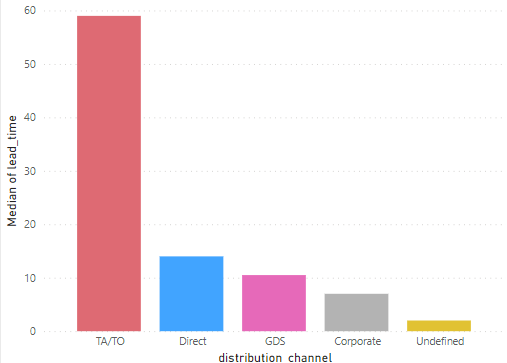 60
50
40
30
20
10
0
Median of lead_time
TA/TO Direct GDS Corporate Undefined
distribution_channel